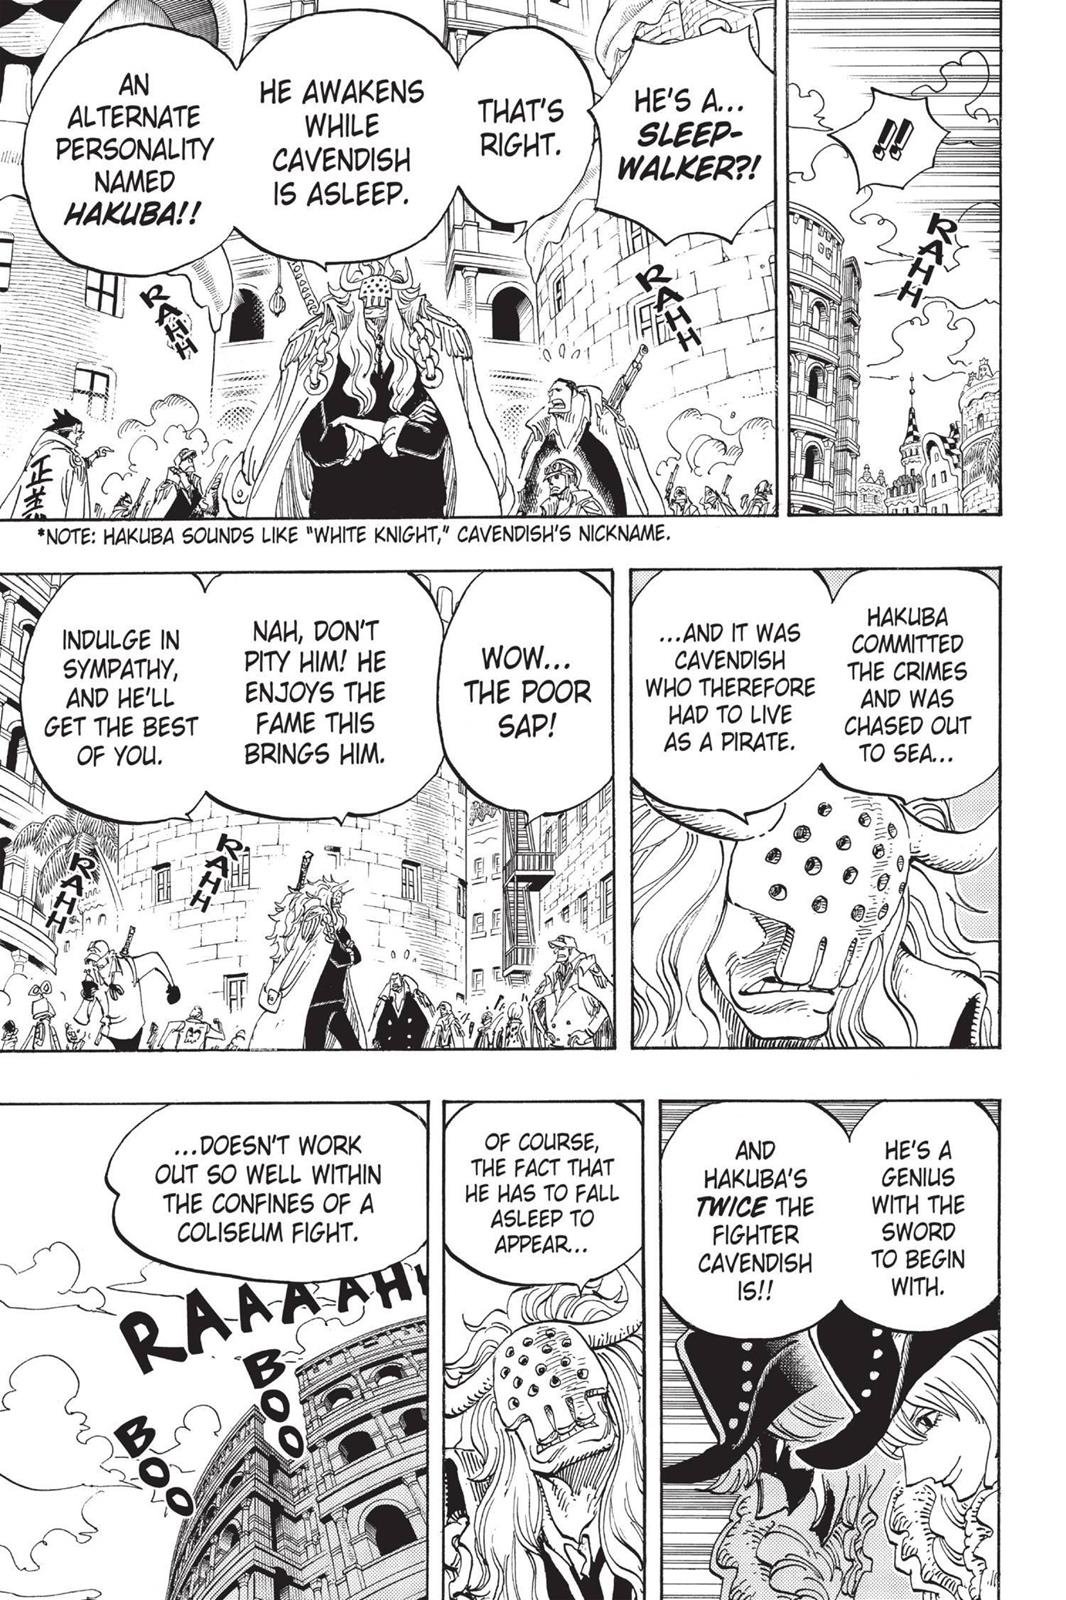 !!
RAHH
HE'S A...
SLEEP-
WALKER?!
THAT'S
RIGHT.
HE AWAKENS
WHILE
CAVENDISH
IS ASLEEP.
AN
ALTERNATE
PERSONALITY
NAMED
HAKUBA!!
RAHH
RAHH
正義
*NOTE: HAKUBA SOUNDS LIKE "WHITE KNIGHT," CAVENDISH'S NICKNAME.
HAKUBA
COMMITTED
THE CRIMES
AND WAS
CHASED OUT
TO SEA...
...AND IT WAS
CAVENDISH
WHO THEREFORE
HAD TO LIVE
AS A PIRATE.
WOW...
THE POOR
SAP!
NAH, DON'T
PITY HIM! HE
ENJOYS THE
FAME THIS
BRINGS HIM.
INDULGE IN
SYMPATHY,
AND HE'LL
GET THE BEST
OF YOU.
RAHH
RAHH
HE'S A
GENIUS
WITH THE
SWORD
TO BEGIN
WITH.
AND
HAKUBA'S
TWICE THE
FIGHTER
CAVENDISH
IS!!
OF COURSE,
THE FACT THAT
HE HAS TO FALL
ASLEEP TO
APPEAR...
...DOESN'T WORK
OUT SO WELL WITHIN
THE CONFINES OF A
COLISEUM FIGHT.
RAAAAHH
BOO
BOO